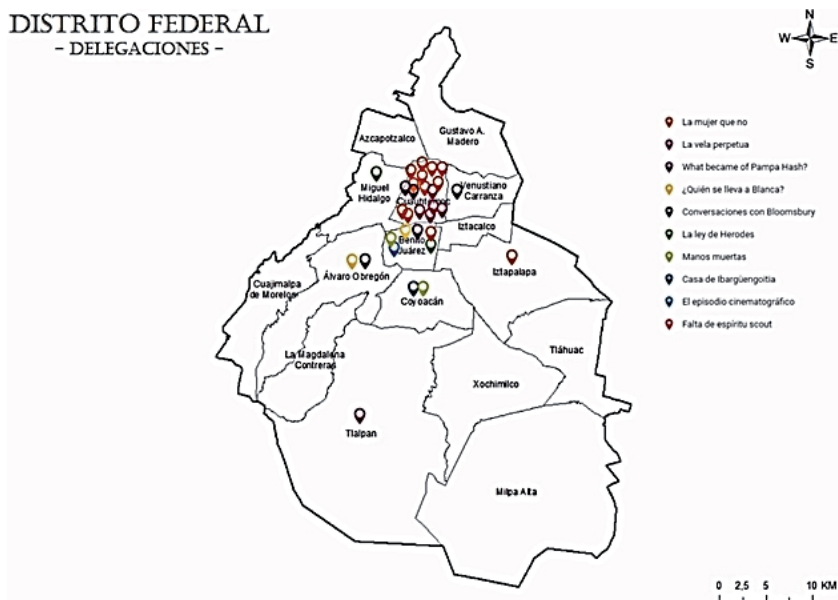 DISTRITO FEDERAL
- DELEGACIONES -
N
W E
S
Azcapotzalco
Gustavo A.
Madero
Miguel
Hidalgo
Cuauhtémoc
Venustiano
Carranza
Iztacalco
Benito
Juárez
Iztapalapa
Álvaro Obregón
Cuajimalpa
de Morelos
Coyoacán
La Magdalena
Contreras
Tláhuac
Xochimilco
Tlalpan
Milpa Alta
La mujer que no
La vela perpetua
What became of Pampa Hash?
¿Quién se lleva a Blanca?
Conversaciones con Bloomsbury
La ley de Herodes
Manos muertas
Casa de Ibargüengoitia
El episodio cinematográfico
Falta de espíritu scout
0 2,5 5 10 KM